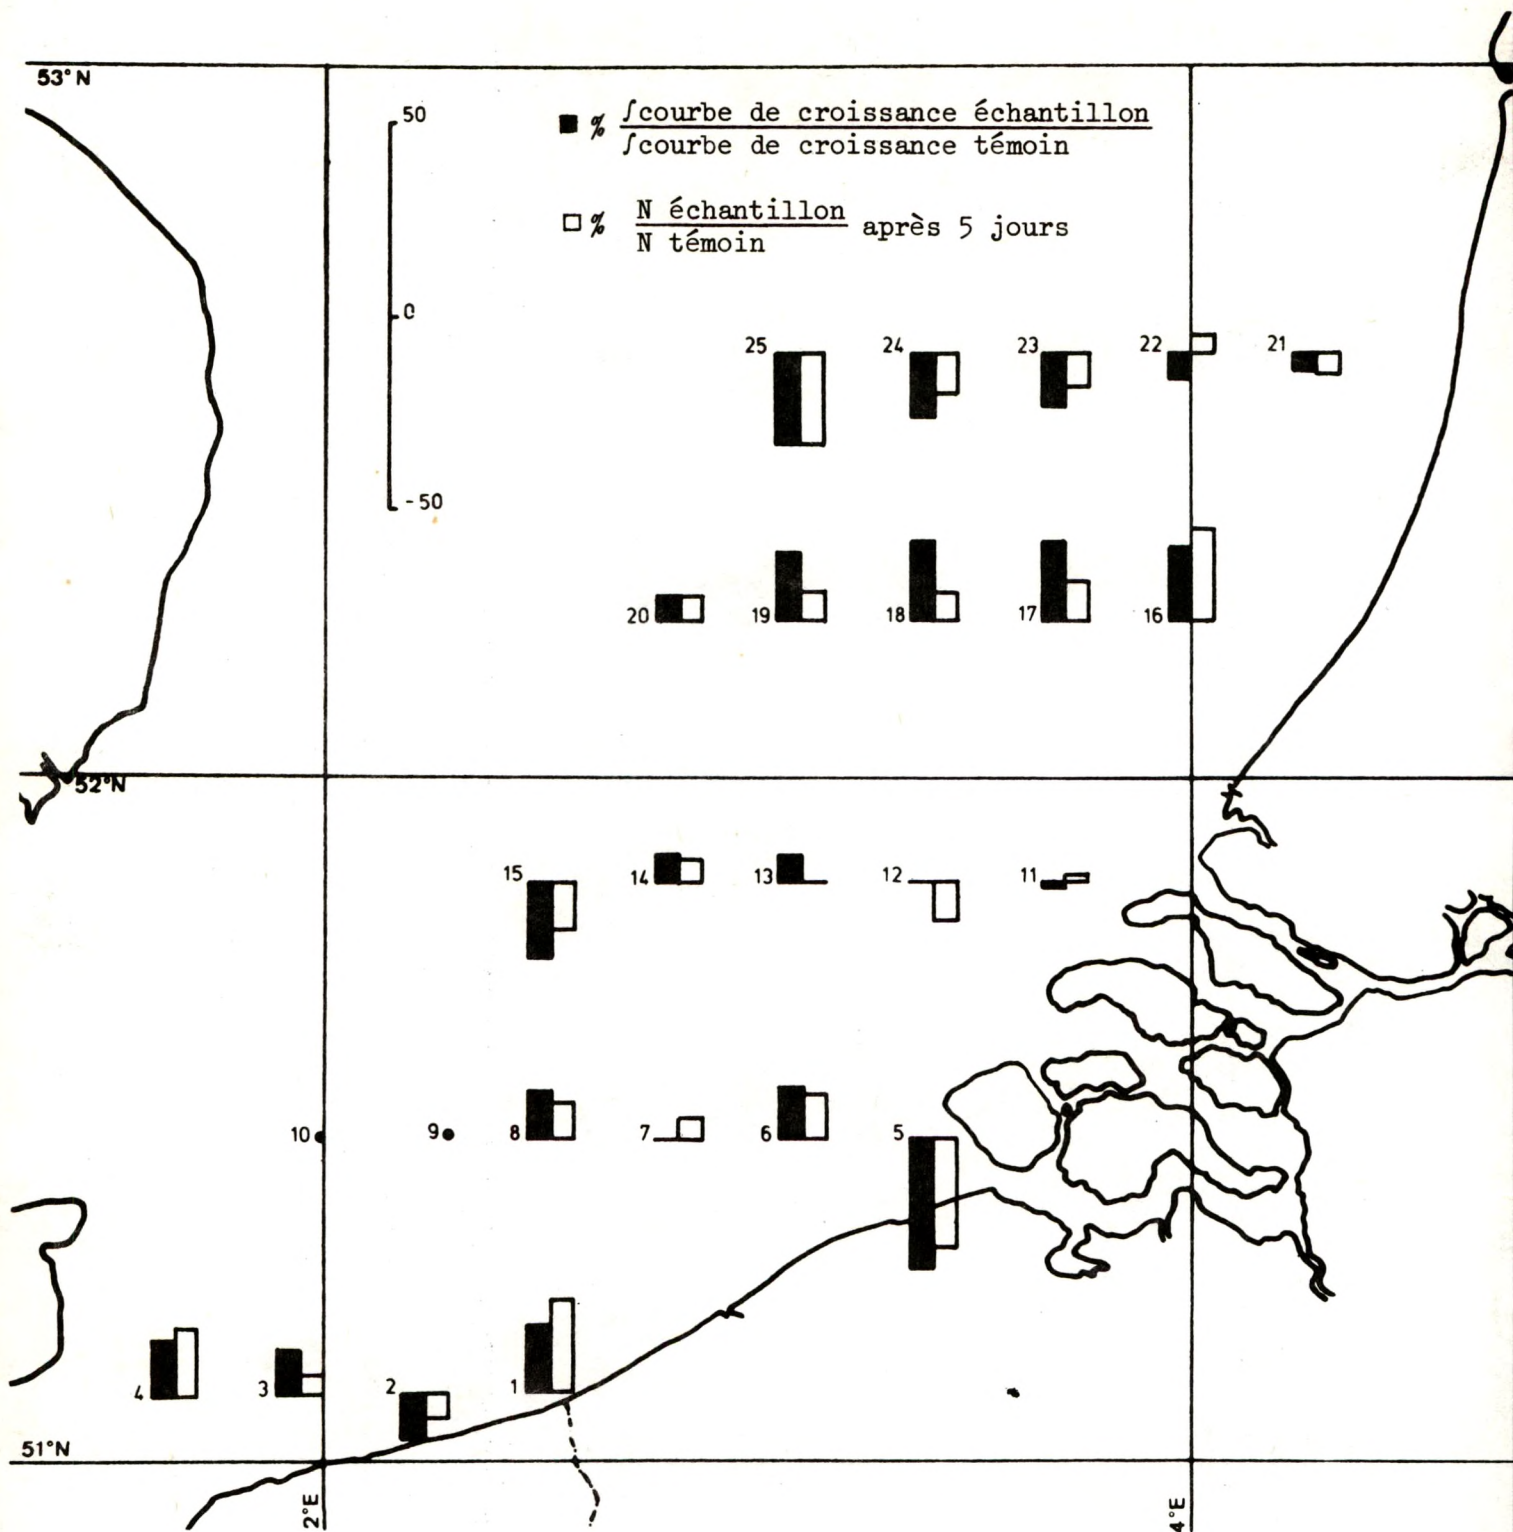 53°N
50
■ % ∫courbe de croissance échantillon
∫courbe de croissance témoin
□ % N échantillon après 5 jours
N témoin
0
25 24 23 22 21
-50
20 19 18 17 16
52°N
15 14 13 12 11
10 9 8 7 6 5
4 3 2 1
51°N
2°E 4°E